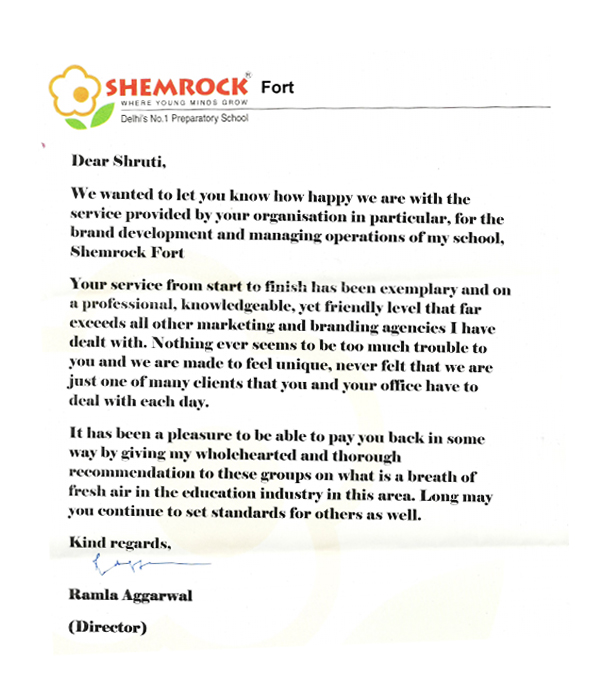 SHEMROCK® Fort
WHERE YOUNG MINDS GROW
Delhi's No.1 Preparatory School
Dear Shruti,
We wanted to let you know how happy we are with the
service provided by your organisation in particular, for the
brand development and managing operations of my school,
Shemrock Fort
Your service from start to finish has been exemplary and on
a professional, knowledgeable, yet friendly level that far
exceeds all other marketing and branding agencies I have
dealt with. Nothing ever seems to be too much trouble to
you and we are made to feel unique, never felt that we are
just one of many clients that you and your office have to
deal with each day.
It has been a pleasure to be able to pay you back in some
way by giving my wholehearted and thorough
recommendation to these groups on what is a breath of
fresh air in the education industry in this area. Long may
you continue to set standards for others as well.
Kind regards,
Ramla Aggarwal
(Director)